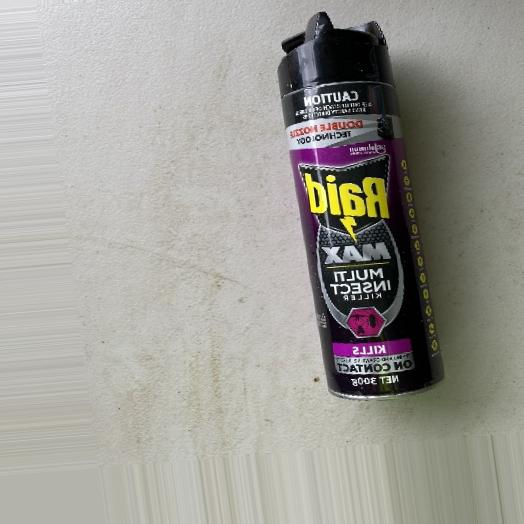 CAUTION
DOUBLE NOZZLE
TECHNOLOGY
Raid
MAX
MULTI
INSECT
KILLER
KILLS
ON CONTACT
NET 300g